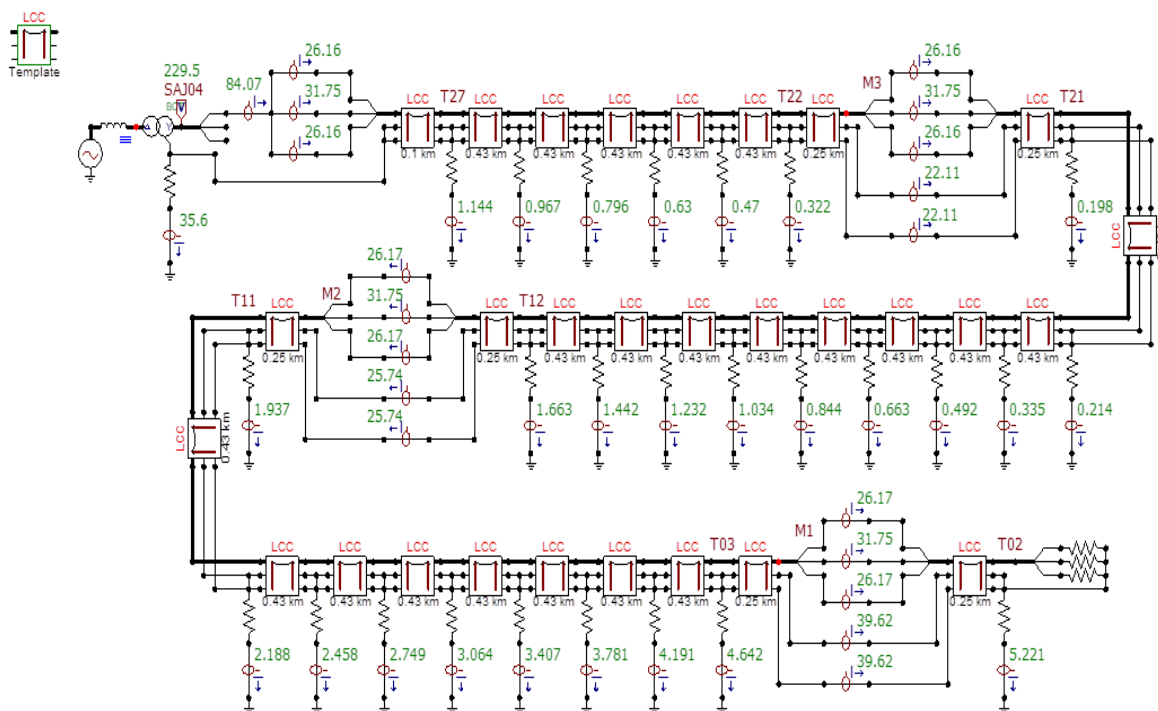 LCC
Template
229.5
SAJ04
84.07
26.16
31.75
26.16
LCC
0.1 km
T27
LCC
0.43 km
LCC
0.43 km
LCC
0.43 km
LCC
0.43 km
LCC
0.43 km
T22
LCC
0.25 km
M3
26.16
31.75
26.16
22.11
22.11
LCC
0.25 km
T21
35.6
1.144
0.967
0.796
0.63
0.47
0.322
0.198
LCC
T11
LCC
0.25 km
M2
26.17
31.75
26.17
25.74
25.74
LCC
0.25 km
T12
LCC
0.43 km
LCC
0.43 km
LCC
0.43 km
LCC
0.43 km
LCC
0.43 km
LCC
0.43 km
LCC
0.43 km
LCC
0.43 km
1.937
1.663
1.442
1.232
1.034
0.844
0.663
0.492
0.335
0.214
LCC
0.43 km
LCC
0.43 km
LCC
0.43 km
LCC
0.43 km
LCC
0.43 km
LCC
0.43 km
LCC
0.43 km
LCC
0.43 km
T03
LCC
0.25 km
M1
26.17
31.75
26.17
39.62
39.62
LCC
0.25 km
T02
2.188
2.458
2.749
3.064
3.407
3.781
4.191
4.642
5.221